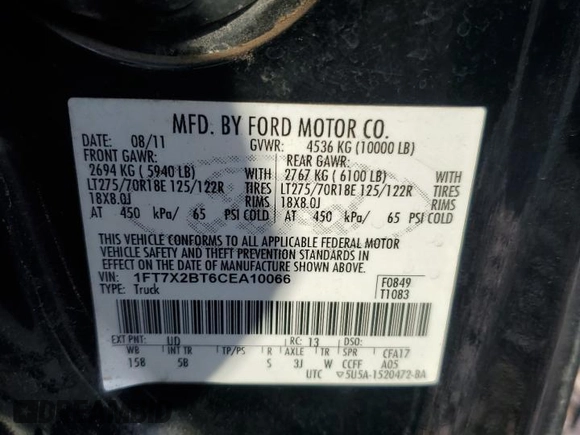 MFD. BY FORD MOTOR CO.
DATE: 08/11 GVWR: 4536 KG (10000 LB)
FRONT GAWR: REAR GAWR:
2694 KG ( 5940 LB) WITH 2767 KG ( 6100 LB) WITH
LT275/70R18E 125/122R TIRES LT275/70R18E 125/122R TIRES
18X8.0J RIMS 18X8.0J RIMS
AT 450 kPa/ 65 PSI COLD AT 450 kPa/ 65 PSI COLD
THIS VEHICLE CONFORMS TO ALL APPLICABLE FEDERAL MOTOR
VEHICLE SAFETY AND THEFT PREVENTION STANDARDS IN
EFFECT ON THE DATE OF MANUFACTURE SHOWN ABOVE.
VIN: 1FT7X2BT6CEA10066 F0849
TYPE: Truck T1083
EXT PNT: UD RC: 13 DSO:
WB INT TR TP/PS R AXLE TR SPR CFA17
158 5B S 3J W CCFF A05
UTC ▽5U5A-1520472-8A